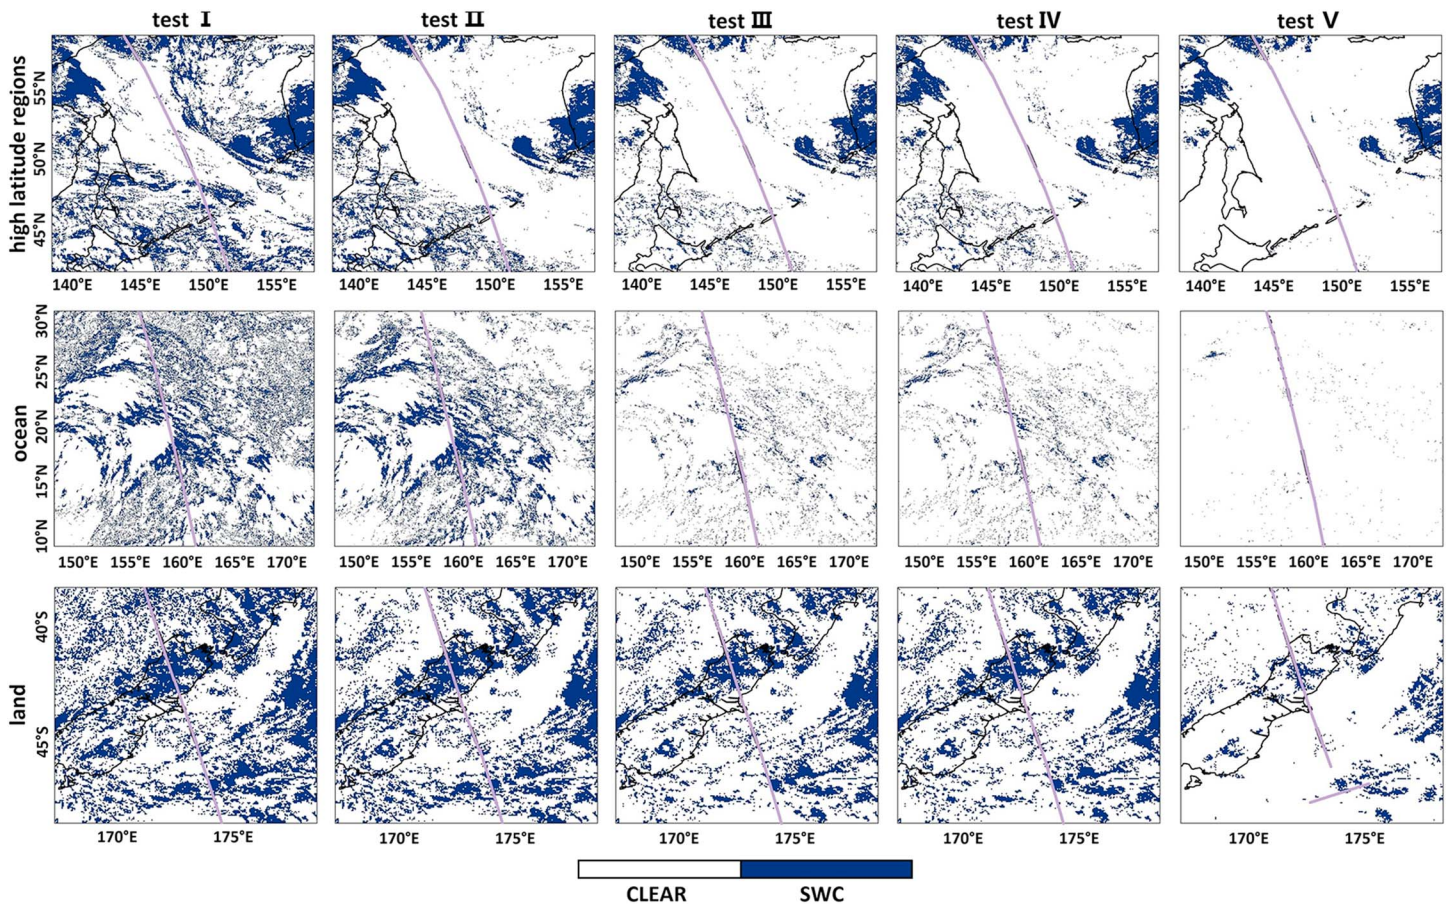 test Ⅰ test Ⅱ test Ⅲ test Ⅳ test Ⅴ
high latitude regions
55°N
50°N
45°N
140°E 145°E 150°E 155°E 140°E 145°E 150°E 155°E 140°E 145°E 150°E 155°E 140°E 145°E 150°E 155°E 140°E 145°E 150°E 155°E
ocean
30°N
25°N
20°N
15°N
10°N
150°E 155°E 160°E 165°E 170°E 150°E 155°E 160°E 165°E 170°E 150°E 155°E 160°E 165°E 170°E 150°E 155°E 160°E 165°E 170°E 150°E 155°E 160°E 165°E 170°E
land
40°S
45°S
170°E 175°E 170°E 175°E 170°E 175°E 170°E 175°E 170°E 175°E
CLEAR SWC